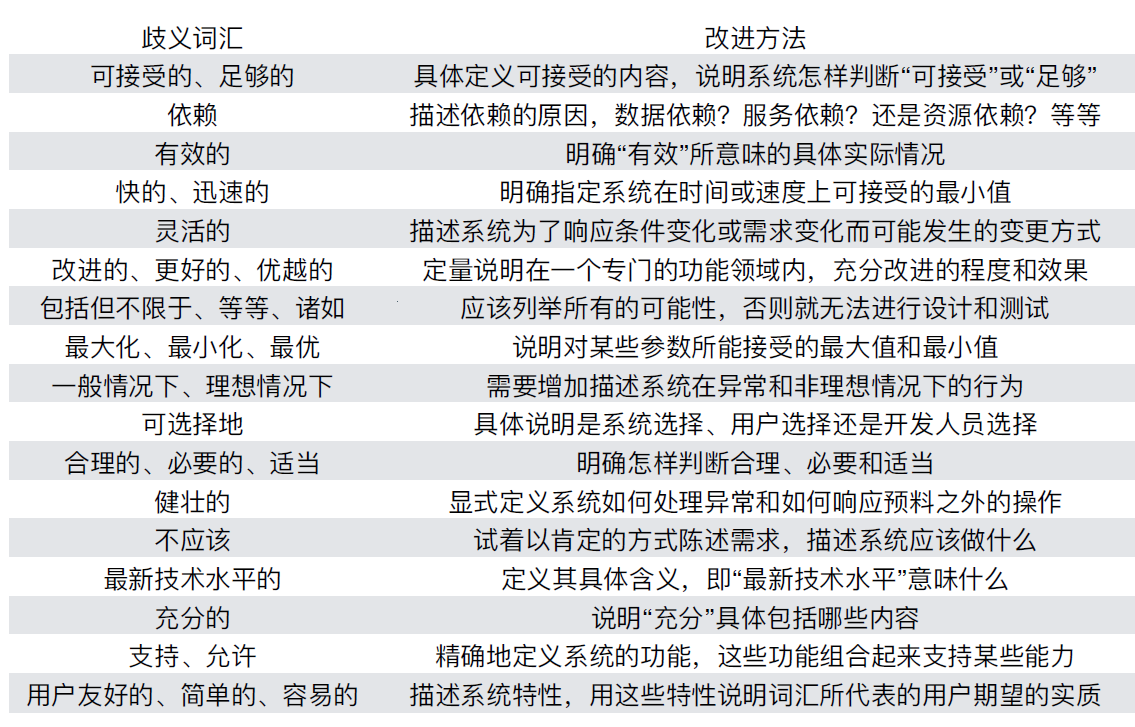 歧义词汇 改进方法
可接受的、足够的 具体定义可接受的内容，说明系统怎样判断“可接受”或“足够”
依赖 描述依赖的原因，数据依赖？服务依赖？还是资源依赖？等等
有效的 明确“有效”所意味的具体实际情况
快的、迅速的 明确指定系统在时间或速度上可接受的最小值
灵活的 描述系统为了响应条件变化或需求变化而可能发生的变更方式
改进的、更好的、优越的 定量说明在一个专门的功能领域内，充分改进的程度和效果
包括但不限于、等等、诸如 应该列举所有的可能性，否则就无法进行设计和测试
最大化、最小化、最优 说明对某些参数所能接受的最大值和最小值
一般情况下、理想情况下 需要增加描述系统在异常和非理想情况下的行为
可选择地 具体说明是系统选择、用户选择还是开发人员选择
合理的、必要的、适当 明确怎样判断合理、必要和适当
健壮的 显式定义系统如何处理异常和如何响应预料之外的操作
不应该 试着以肯定的方式陈述需求，描述系统应该做什么
最新技术水平的 定义其具体含义，即“最新技术水平”意味什么
充分的 说明“充分”具体包括哪些内容
支持、允许 精确地定义系统的功能，这些功能组合起来支持某些能力
用户友好的、简单的、容易的 描述系统特性，用这些特性说明词汇所代表的用户期望的实质